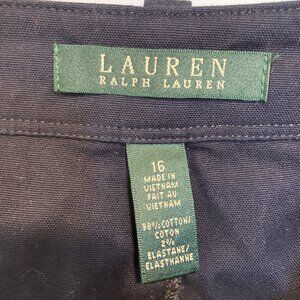 LAUREN
RALPH LAUREN
16
MADE IN
VIETNAM
FAIT AU
VIETNAM
98% COTTON/
COTON
2%
ELASTANE/
ELASTHANNE